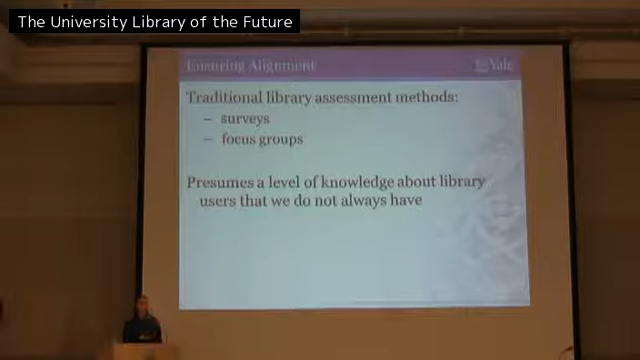 The University Library of the Future
Ensuring Alignment
Yale
Traditional library assessment methods:
– surveys
– focus groups
Presumes a level of knowledge about library
users that we do not always have